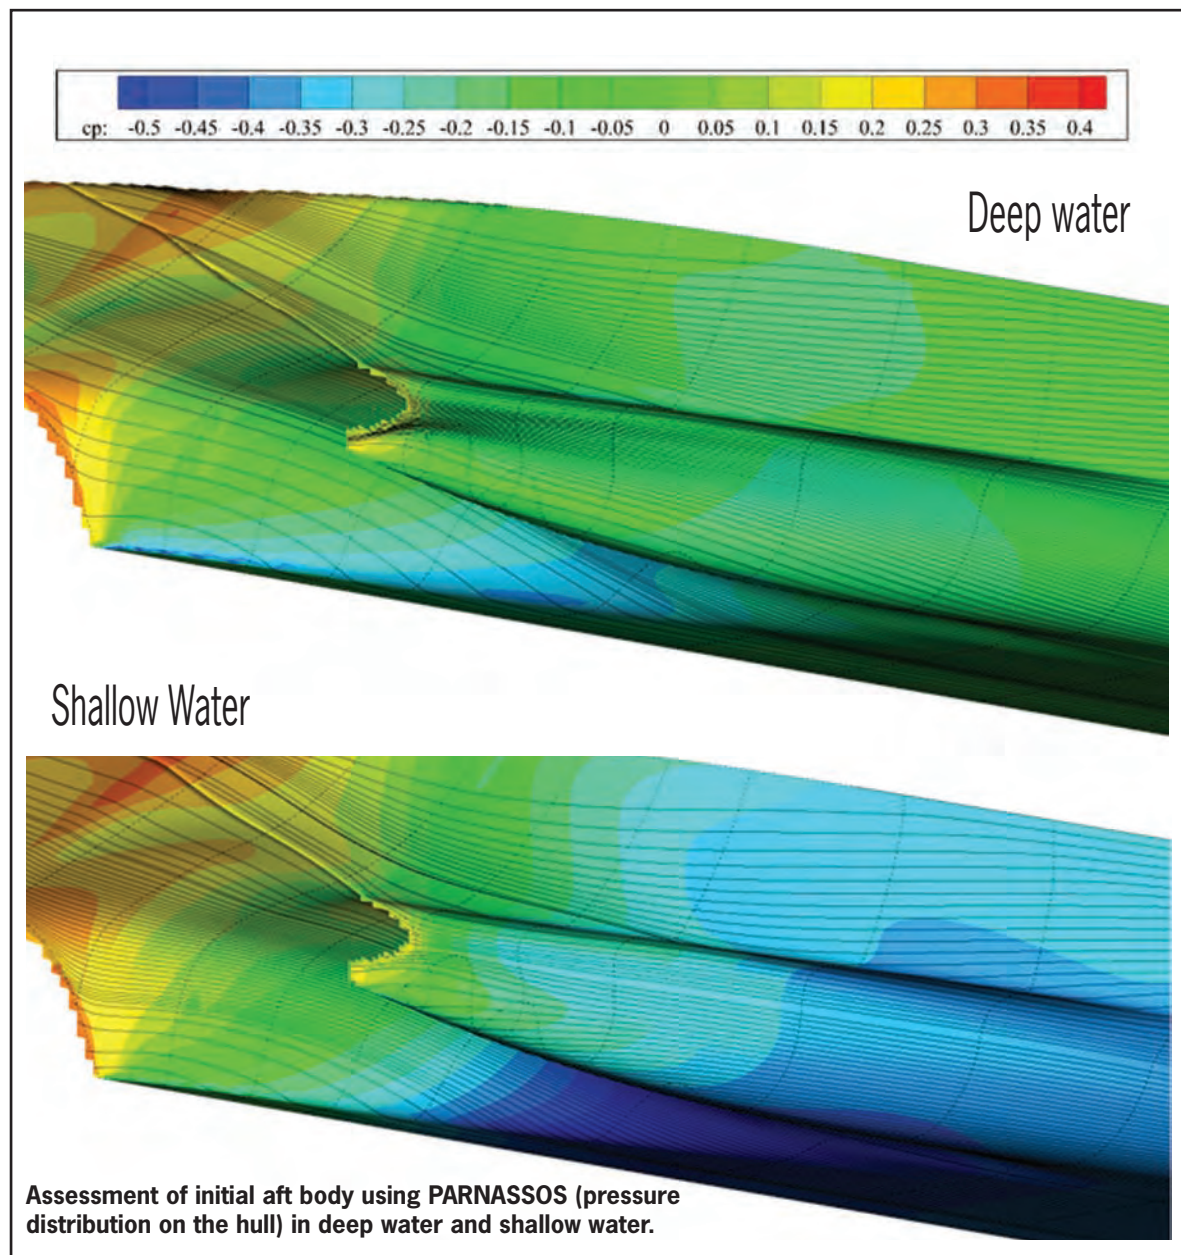 cp: -0.5 -0.45 -0.4 -0.35 -0.3 -0.25 -0.2 -0.15 -0.1 -0.05 0 0.05 0.1 0.15 0.2 0.25 0.3 0.35 0.4
Deep water
Shallow Water
Assessment of initial aft body using PARNASSOS (pressure
distribution on the hull) in deep water and shallow water.